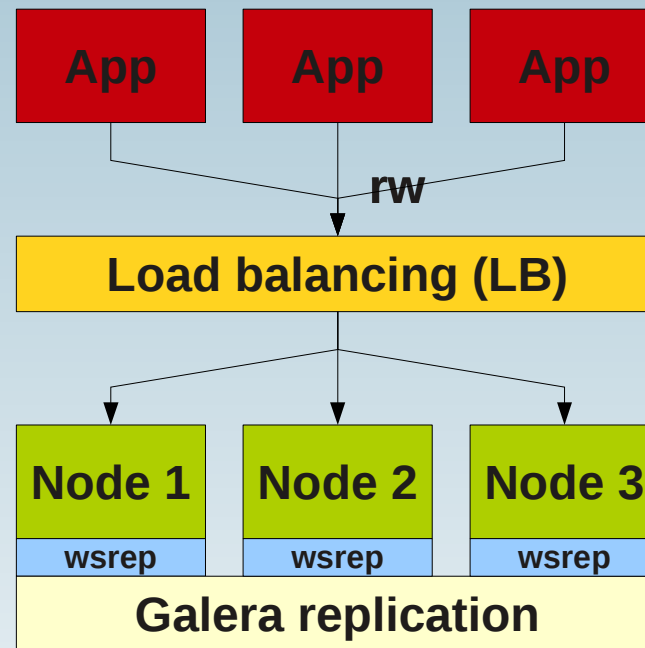 App App App
rw
Load balancing (LB)
Node 1 Node 2 Node 3
wsrep wsrep wsrep
Galera replication